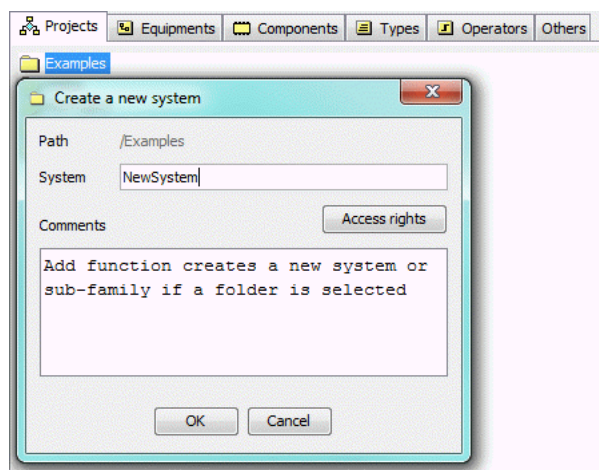 Projects Equipments Components Types Operators Others
Examples
Create a new system
Path /Examples
System NewSystem
Comments Access rights
Add function creates a new system or
sub-family if a folder is selected
OK Cancel